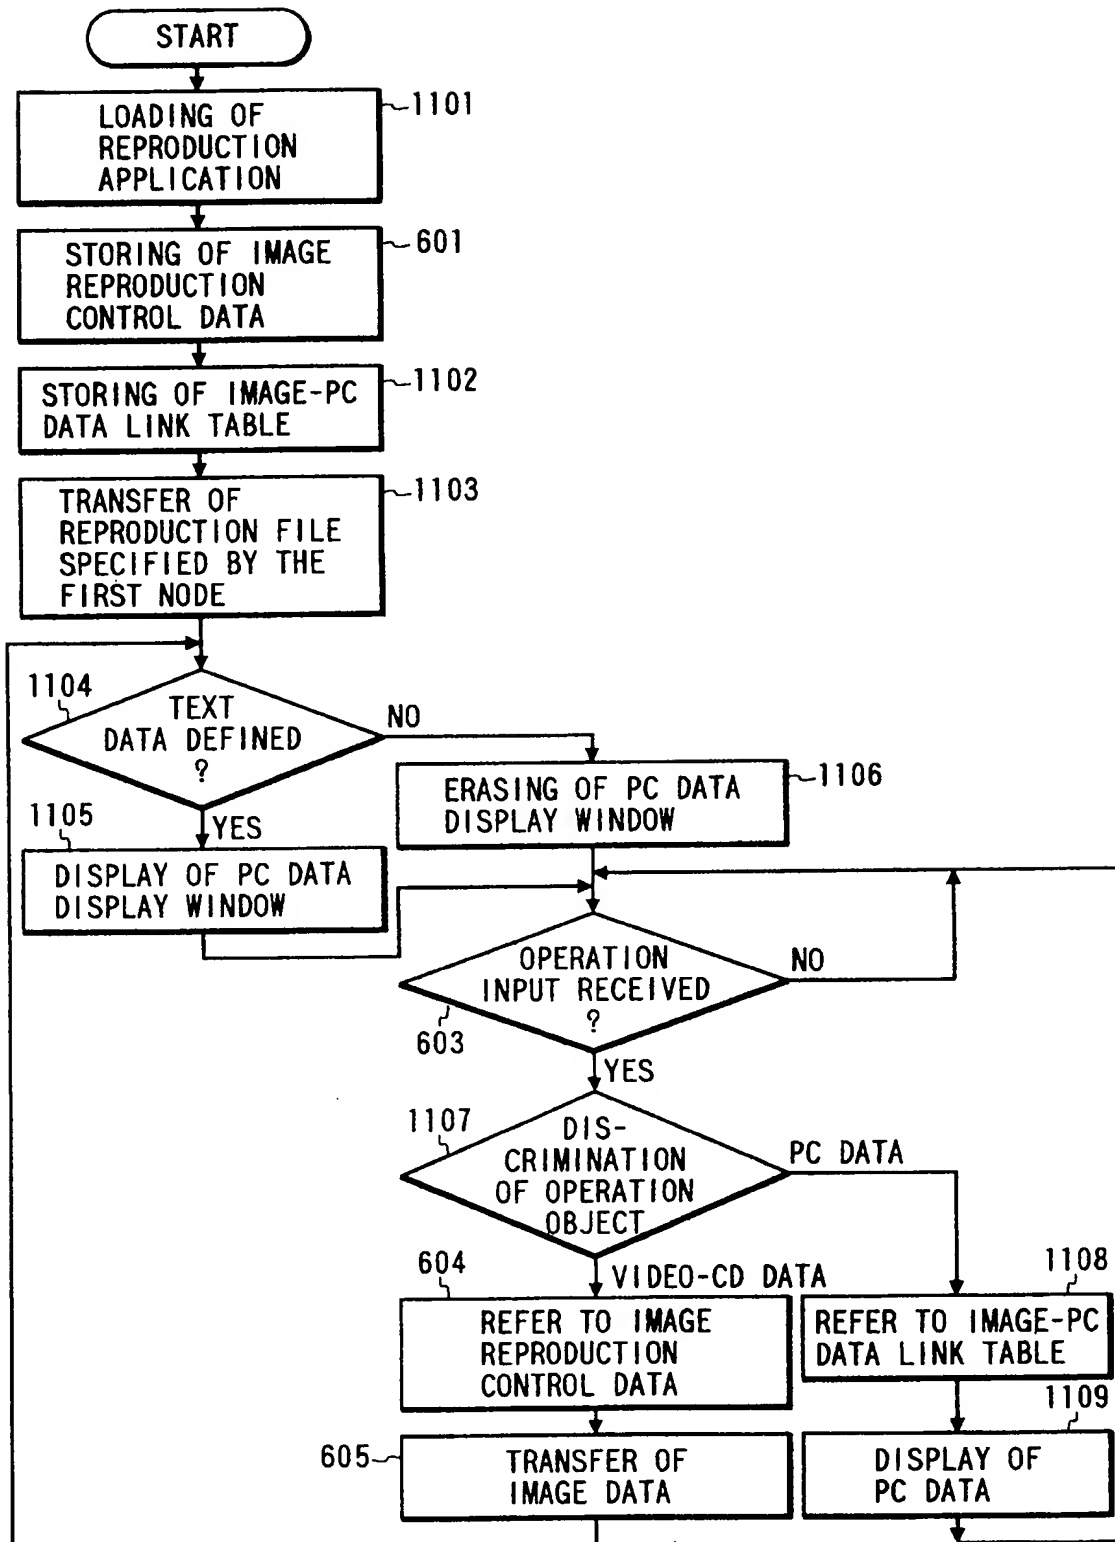 START
LOADING OF
REPRODUCTION
APPLICATION
1101
STORING OF IMAGE
REPRODUCTION
CONTROL DATA
601
STORING OF IMAGE-PC
DATA LINK TABLE
1102
TRANSFER OF
REPRODUCTION FILE
SPECIFIED BY THE
FIRST NODE
1103
1104
TEXT
DATA DEFINED
?
NO
YES
1105
DISPLAY OF PC DATA
DISPLAY WINDOW
ERASING OF PC DATA
DISPLAY WINDOW
1106
OPERATION
INPUT RECEIVED
?
603
NO
YES
1107
DIS-
CRIMINATION
OF OPERATION
OBJECT
PC DATA
VIDEO-CD DATA
604
REFER TO IMAGE
REPRODUCTION
CONTROL DATA
1108
REFER TO IMAGE-PC
DATA LINK TABLE
605
TRANSFER OF
IMAGE DATA
1109
DISPLAY OF
PC DATA